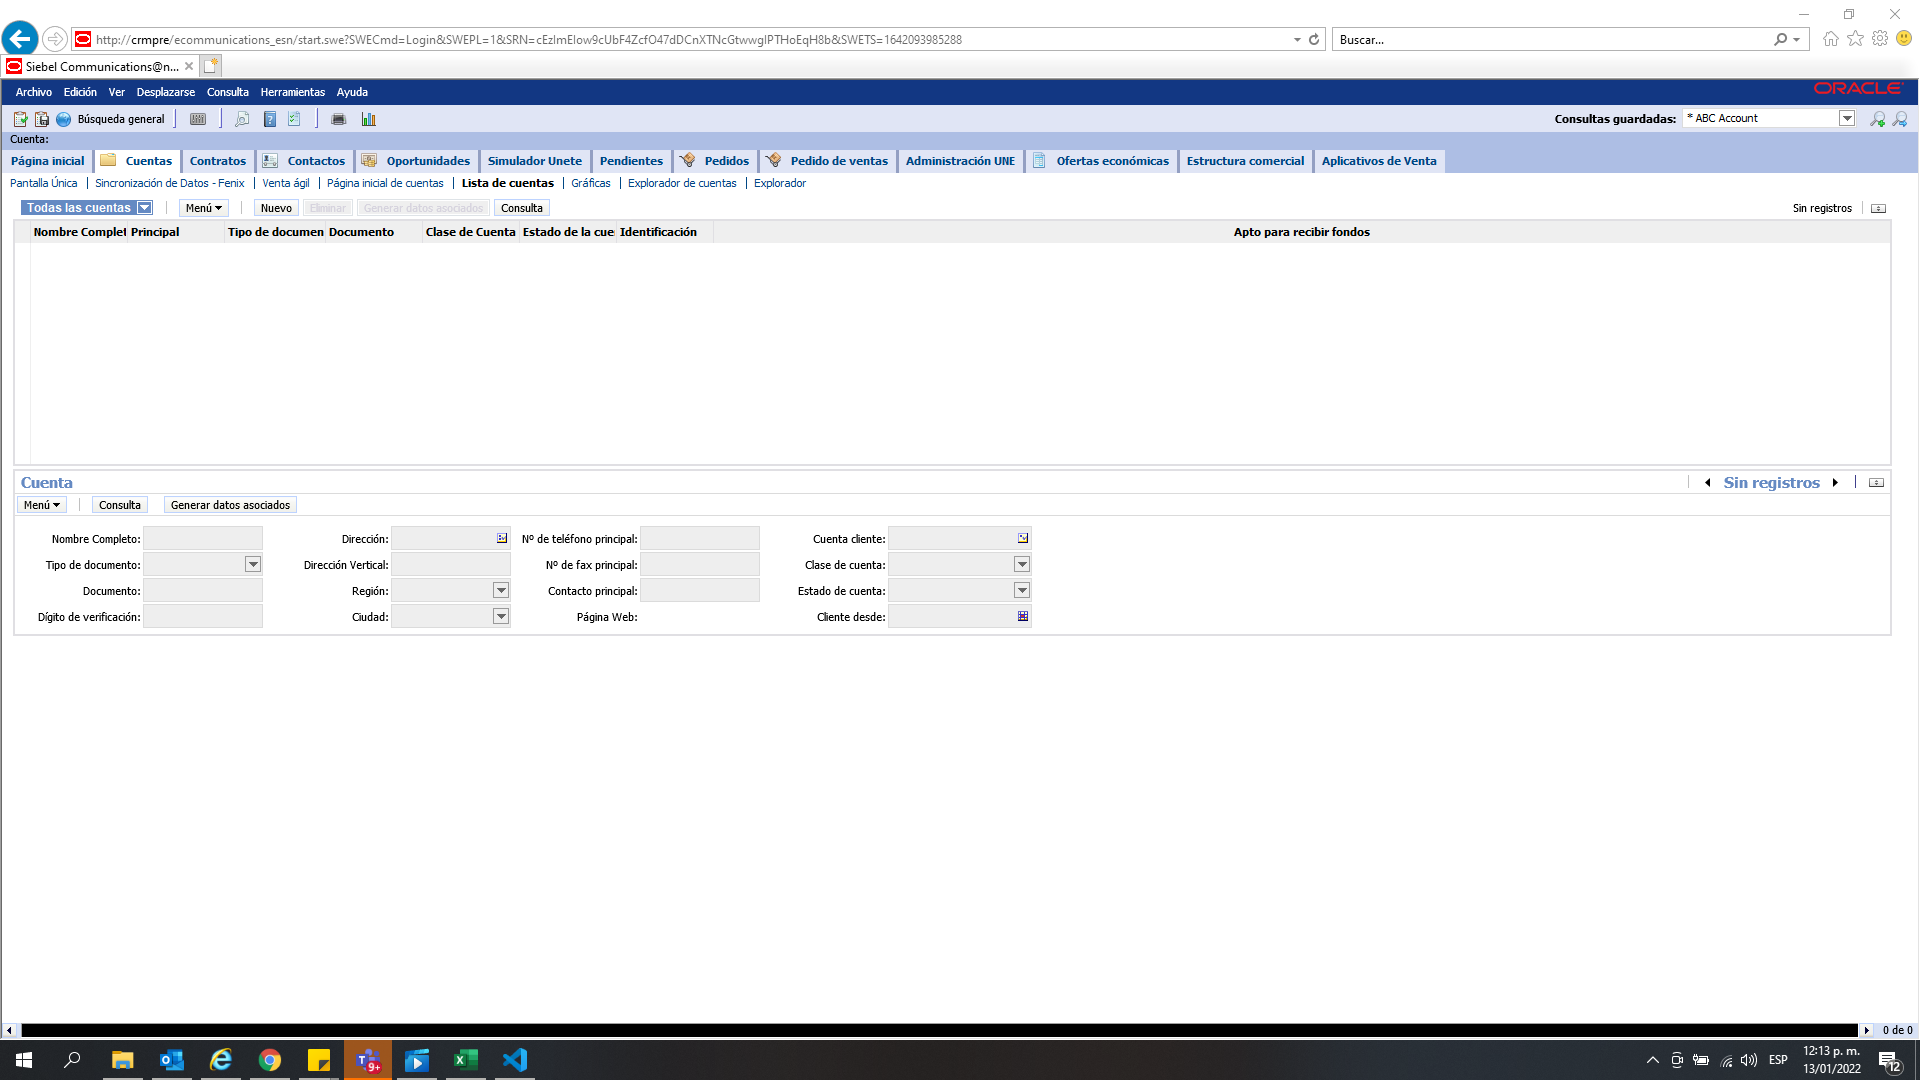 http://crmpre/ecommunications_esn/start.swe?SWECmd=Login&SWEPL=1&SRN=cEzImElow9cUbF4ZcfO47dDCnXTNcGtwwgIPTHoEqH8b&SWETS=1642093985288
Buscar...
Siebel Communications@n...
Archivo Edición Ver Desplazarse Consulta Herramientas Ayuda
ORACLE
Búsqueda general
Consultas guardadas: * ABC Account
Cuenta:
Página inicial Cuentas Contratos Contactos Oportunidades Simulador Unete Pendientes Pedidos Pedido de ventas Administración UNE Ofertas económicas Estructura comercial Aplicativos de Venta
Pantalla Única Sincronización de Datos - Fenix Venta ágil Página inicial de cuentas Lista de cuentas Gráficas Explorador de cuentas Explorador
Todas las cuentas Menú Nuevo Eliminar Generar datos asociados Consulta Sin registros
Nombre Complet Principal Tipo de documen Documento Clase de Cuenta Estado de la cue Identificación Apto para recibir fondos
Cuenta Sin registros
Menú Consulta Generar datos asociados
Nombre Completo: Dirección: Nº de teléfono principal: Cuenta cliente:
Tipo de documento: Dirección Vertical: Nº de fax principal: Clase de cuenta:
Documento: Región: Contacto principal: Estado de cuenta:
Dígito de verificación: Ciudad: Página Web: Cliente desde:
0 de 0
9+
ESP
12:13 p. m.
13/01/2022
12